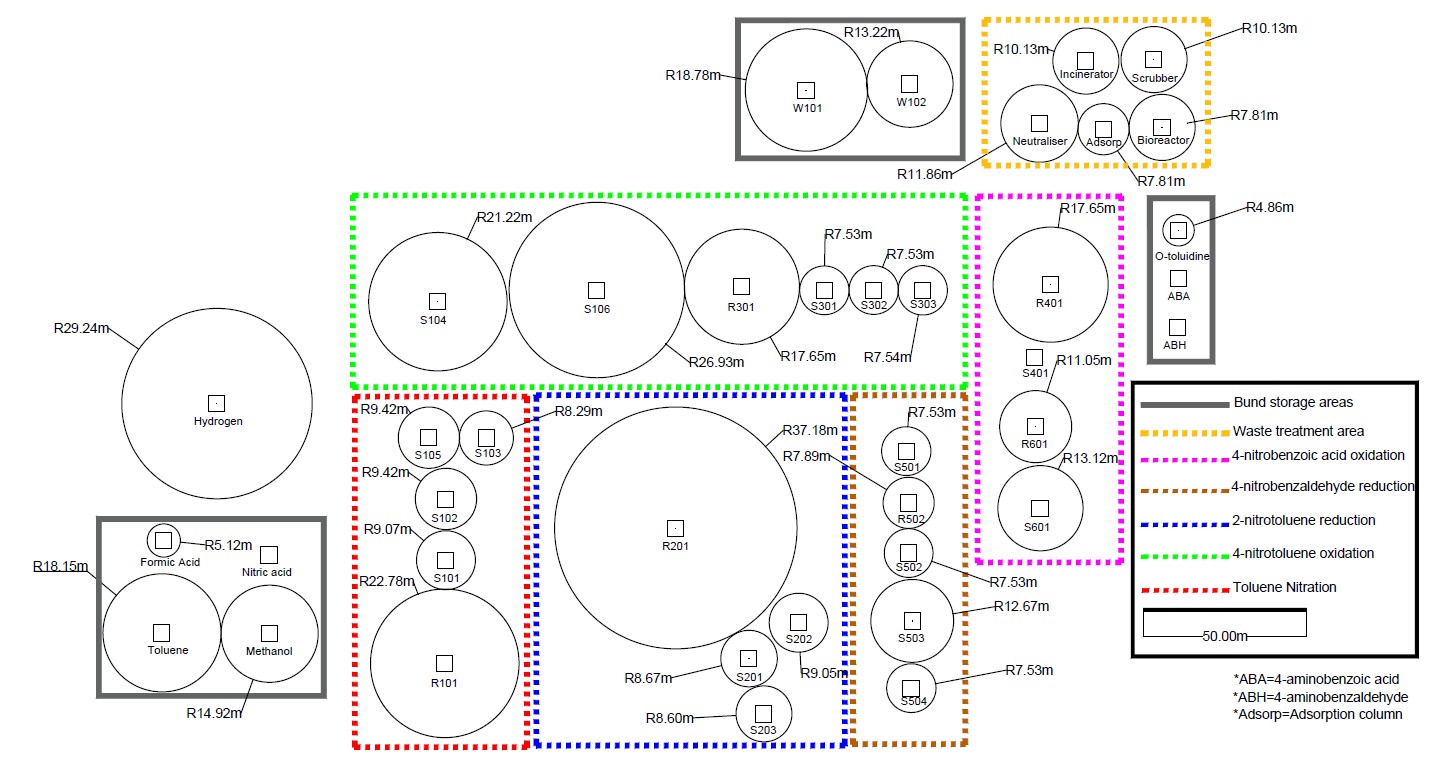 R13.22m
R18.78m
W101
W102
R10.13m
R10.13m
Incinerator
Scrubber
R7.81m
Neutraliser
Adsorp
Bioreactor
R11.86m
R7.81m
R21.22m
R7.53m
R7.53m
S104
S106
R301
S301
S302
S303
R26.93m
R17.65m
R7.54m
R17.65m
R401
S401
R11.05m
R601
R13.12m
S601
R4.86m
O-toluidine
ABA
ABH
R29.24m
Hydrogen
R9.42m
R8.29m
S105
S103
R9.42m
S102
R9.07m
S101
R22.78m
R101
R37.18m
R201
S202
S201
R8.67m
R9.05m
R8.60m
S203
R7.53m
R7.89m
S501
R502
S502
R7.53m
R12.67m
S503
R7.53m
S504
R5.12m
Formic Acid
Nitric acid
R18.15m
Toluene
Methanol
R14.92m
Bund storage areas
Waste treatment area
4-nitrobenzoic acid oxidation
4-nitrobenzaldehyde reduction
2-nitrotoluene reduction
4-nitrotoluene oxidation
Toluene Nitration
50.00m
*ABA=4-aminobenzoic acid
*ABH=4-aminobenzaldehyde
*Adsorp=Adsorption column